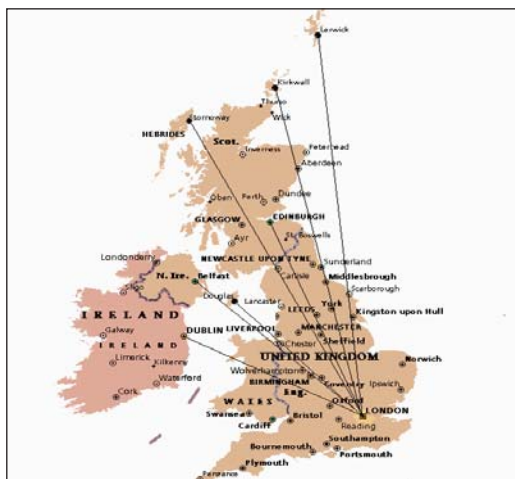 Lerwick
Kirkwall
Thurso
Stornoway
Wick
HEBRIDES
Scot.
Inverness
Peterhead
Aberdeen
Oban
Perth
Dundee
GLASGOW
EDINBURGH
St. Boswells
Ayr
NEWCASTLE UPON TYNE
Londonderry
Sunderland
Carlisle
N. Ire.
Belfast
Middlesbrough
Sligo
Douglas
Lancaster
Scarborough
York
LEEDS
Kingston upon Hull
IRELAND
Galway
DUBLIN
LIVERPOOL
MANCHESTER
IRELAND
Chester
Sheffield
Limerick
Kilkenny
UNITED KINGDOM
Norwich
Wolverhampton
Waterford
BIRMINGHAM
Coventry
Ipswich
Cork
WALES
Eng.
Oxford
Swansea
LONDON
Cardiff
Bristol
Reading
Southampton
Bournemouth
Portsmouth
Plymouth
Penzance